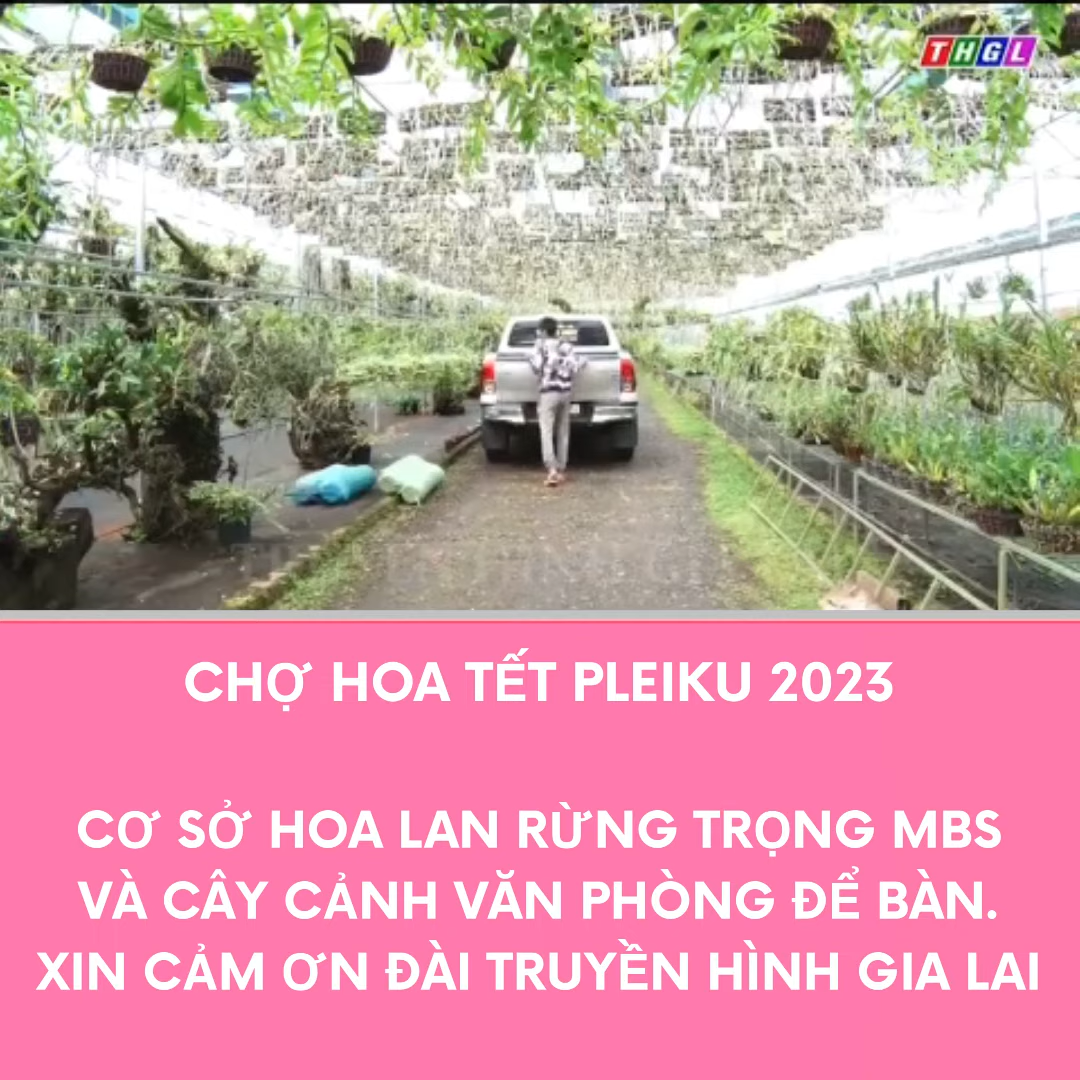 THGL
CHỢ HOA TẾT PLEIKU 2023
CƠ SỞ HOA LAN RỪNG TRỌNG MBS
VÀ CÂY CẢNH VĂN PHÒNG ĐỂ BÀN.
XIN CẢM ƠN ĐÀI TRUYỀN HÌNH GIA LAI